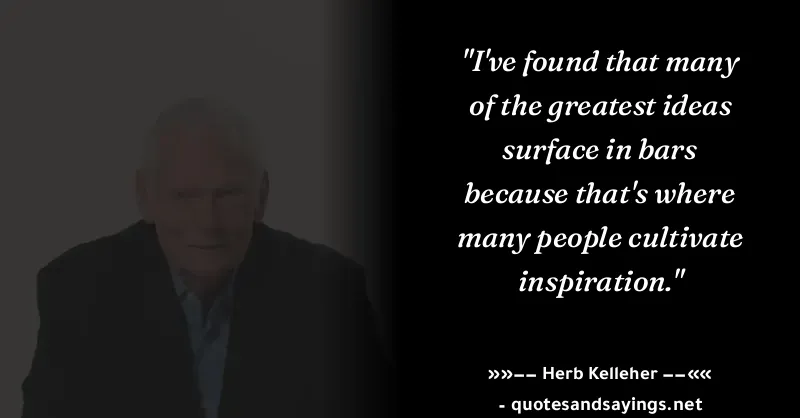 "I've found that many
of the greatest ideas
surface in bars
because that's where
many people cultivate
inspiration."
»»−− Herb Kelleher −−««
- quotesandsayings.net